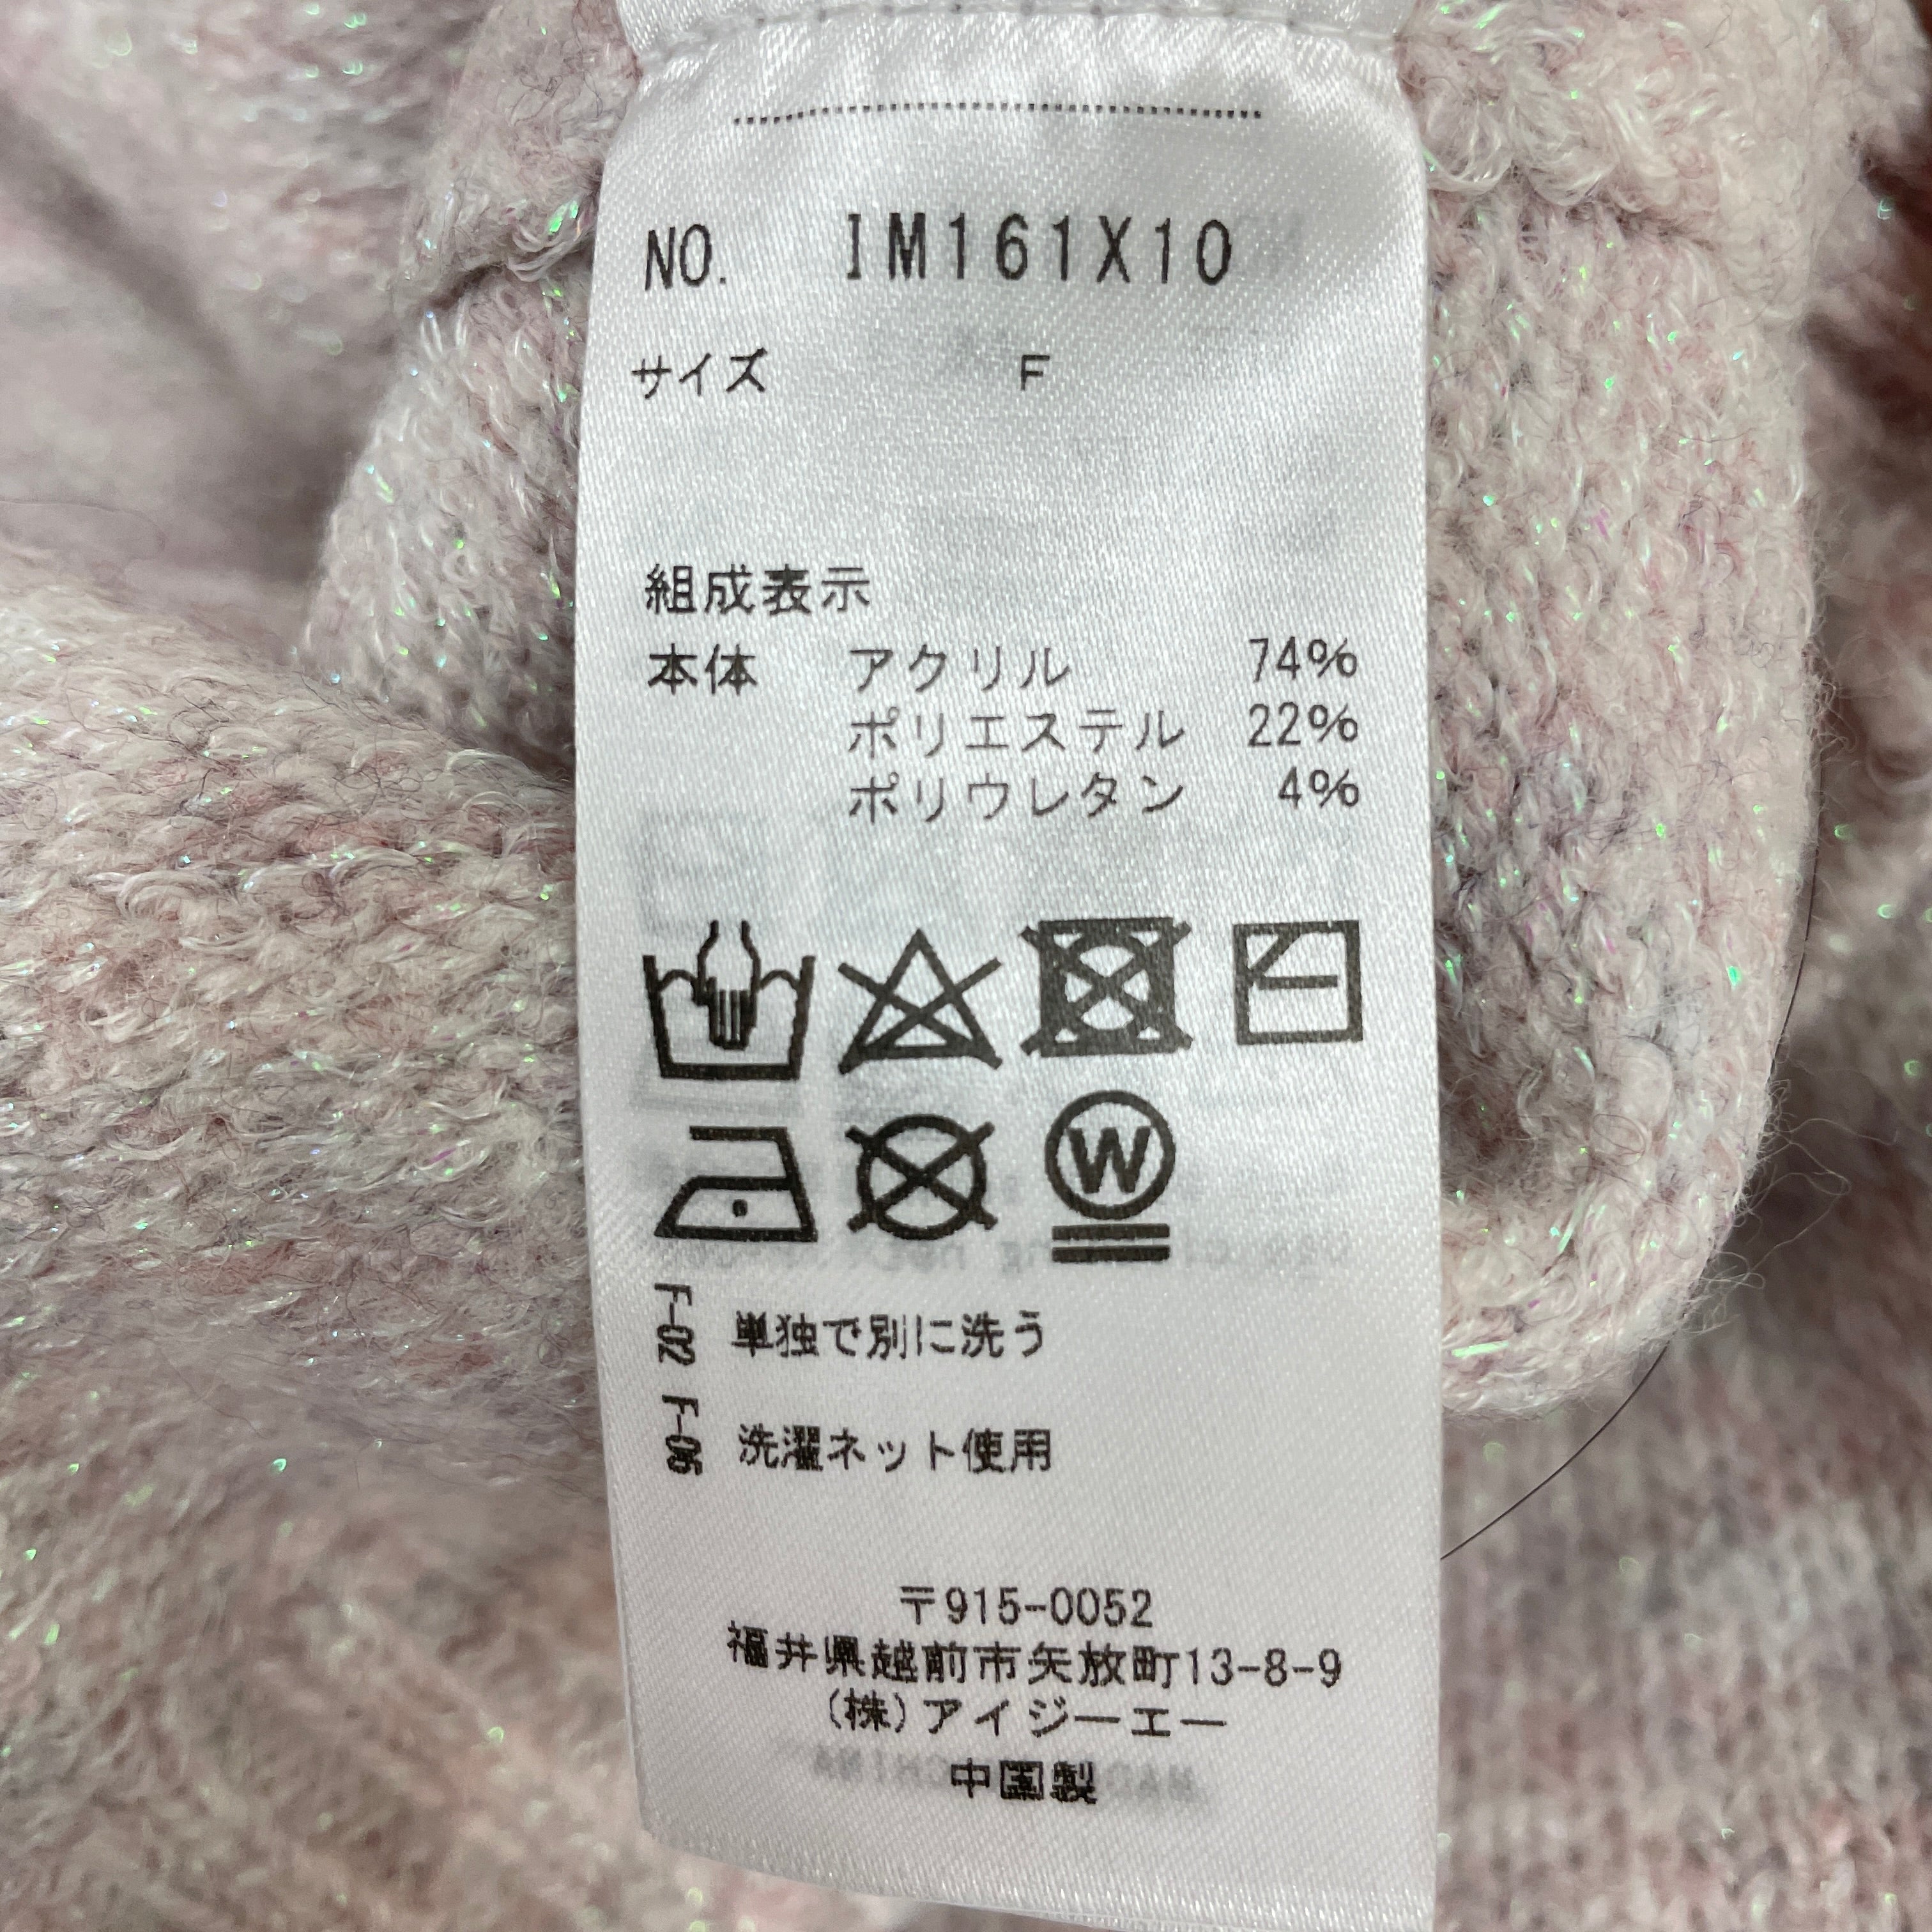 NO. IM161X10
サイズ F
組成表示
本体 アクリル 74%
ポリエステル 22%
ポリウレタン 4%
W
F-02 単独で別に洗う
F-06 洗濯ネット使用
〒915-0052
福井県越前市矢放町13-8-9
(株)アイジーエー
中国製